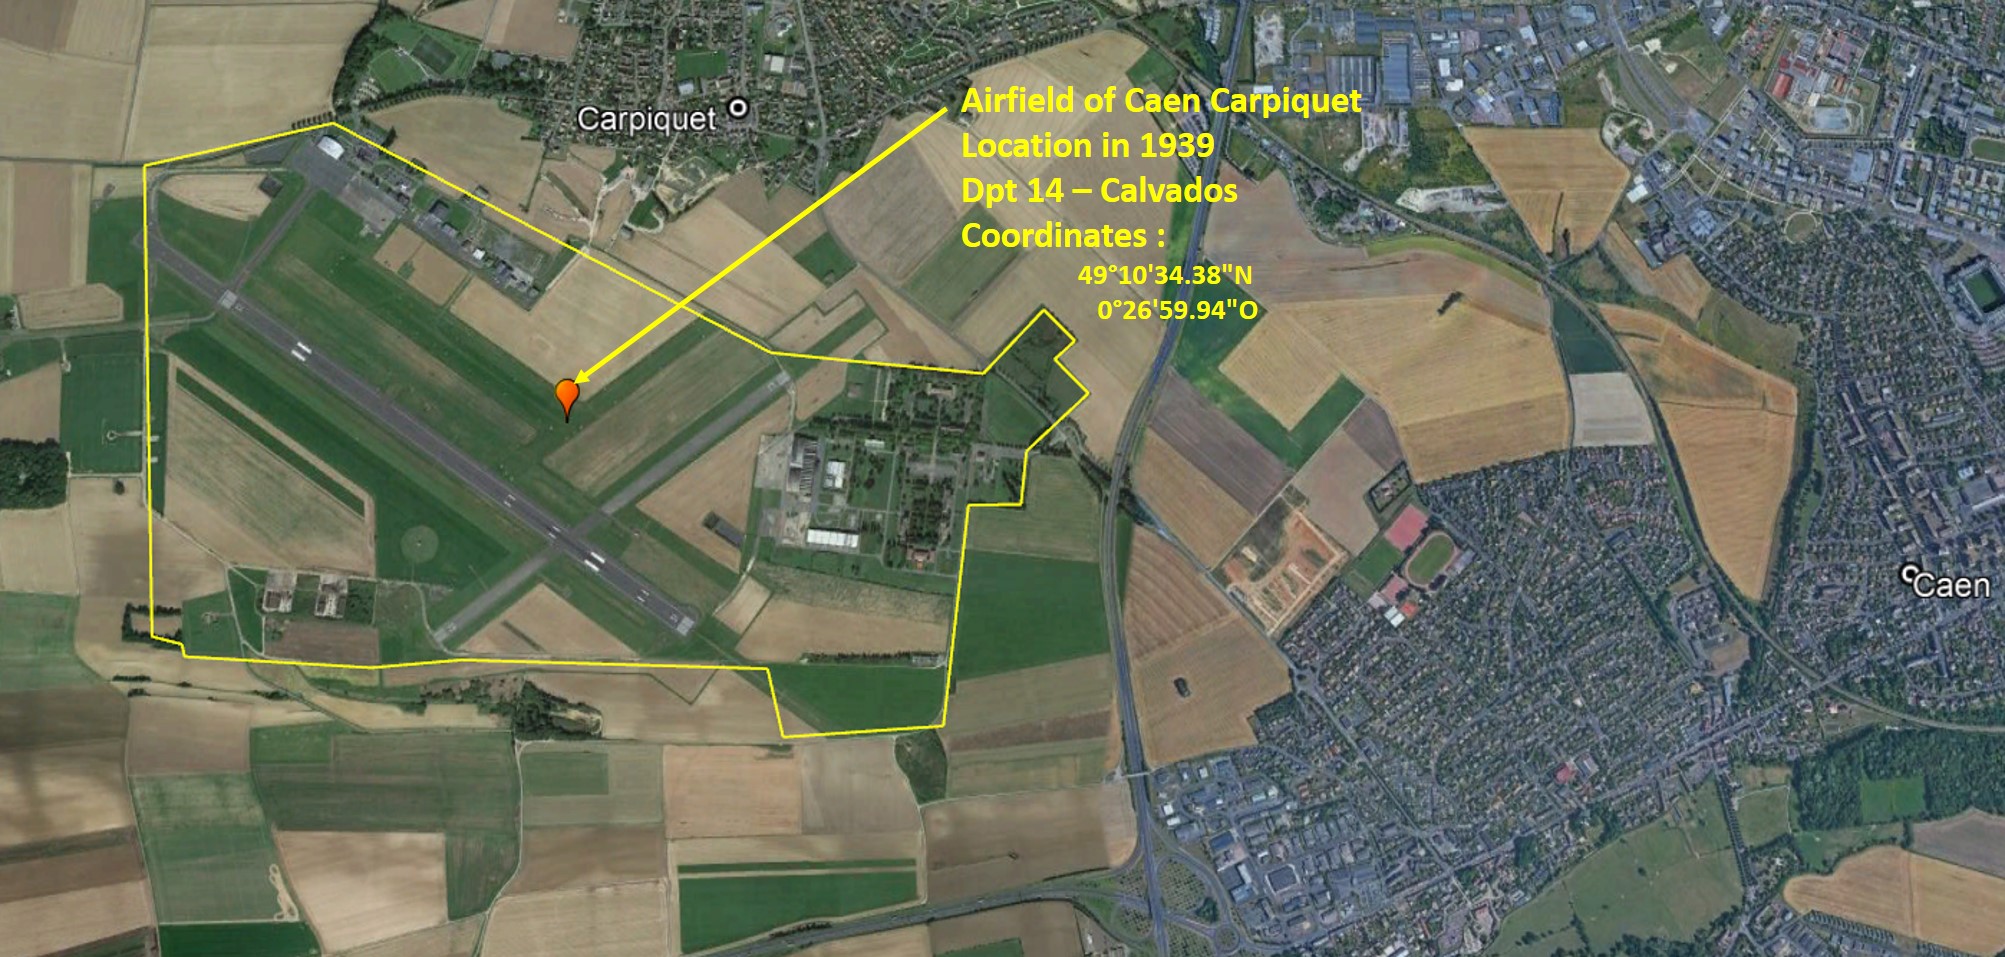 Carpiquet
Airfield of Caen Carpiquet
Location in 1939
Dpt 14 – Calvados
Coordinates :
49°10'34.38"N
0°26'59.94"O
Caen